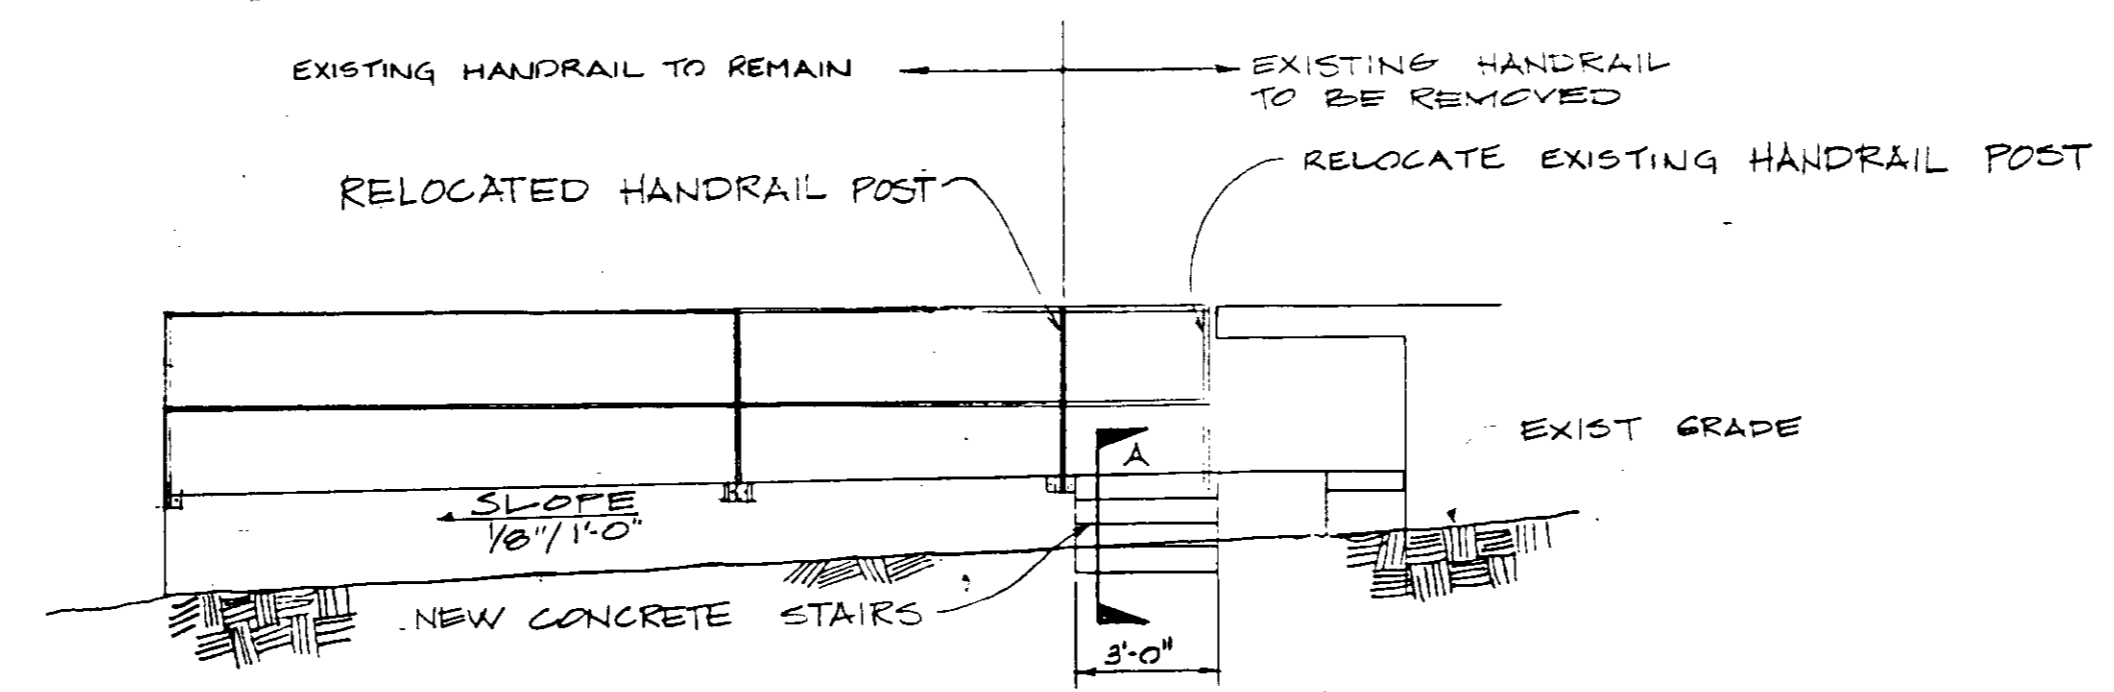 EXISTING HANDRAIL TO REMAIN
EXISTING HANDRAIL
TO BE REMOVED
RELOCATED HANDRAIL POST
RELOCATE EXISTING HANDRAIL POST
A
EXIST GRADE
SLOPE
1/8"/1'-0"
NEW CONCRETE STAIRS
3'-0"